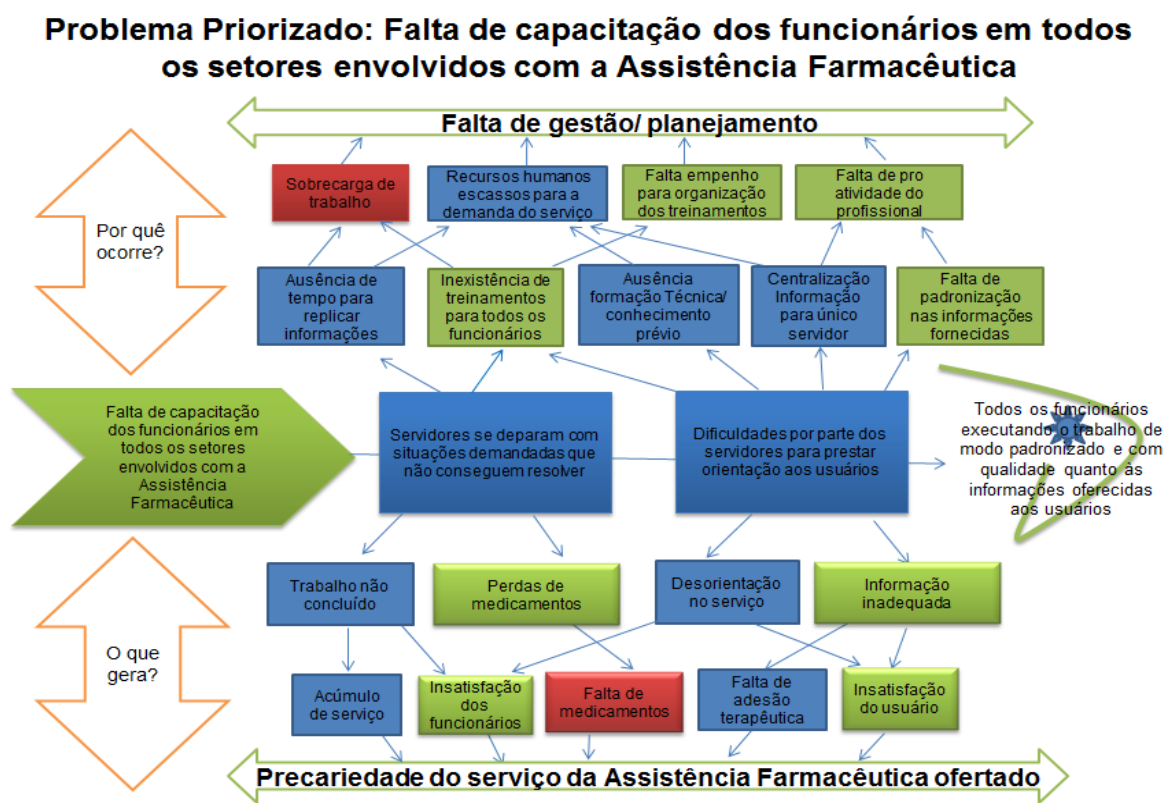 Problema Priorizado: Falta de capacitação dos funcionários em todos
os setores envolvidos com a Assistência Farmacêutica
Falta de gestão/ planejamento
Por quê
ocorre?
Sobrecarga de
trabalho
Recursos humanos
escassos para a
demanda do serviço
Falta empenho
para organização
dos treinamentos
Falta de pro
atividade do
profissional
Ausência de
tempo para
replicar
informações
Inexistência de
treinamentos
para todos os
funcionários
Ausência
formação Técnica/
conhecimento
prévio
Centralização
Informação
para único
servidor
Falta de
padronização
nas informações
fornecidas
Falta de capacitação
dos funcionários em
todos os setores
envolvidos com a
Assistência
Farmacêutica
Servidores se deparam com
situações demandadas que
não conseguem resolver
Dificuldades por parte dos
servidores para prestar
orientação aos usuários
Todos os funcionários
executando o trabalho de
modo padronizado e com
qualidade quanto às
informações oferecidas
aos usuários
O que
gera?
Trabalho não
concluído
Perdas de
medicamentos
Desorientação
no serviço
Informação
inadequada
Acúmulo
de serviço
Insatisfação
dos
funcionários
Falta de
medicamentos
Falta de
adesão
terapêutica
Insatisfação
do usuário
Precariedade do serviço da Assistência Farmacêutica ofertado